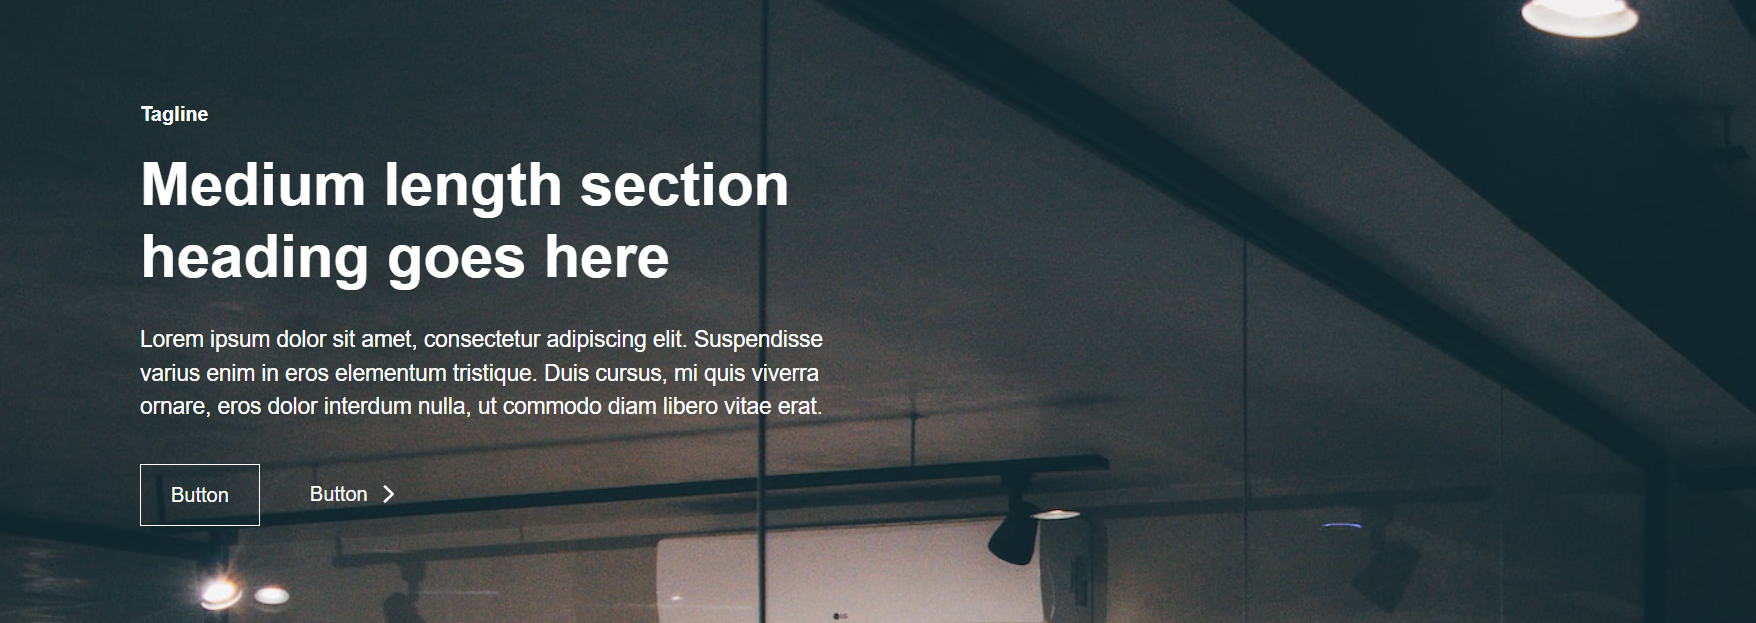 Tagline
Medium length section
heading goes here
Lorem ipsum dolor sit amet, consectetur adipiscing elit. Suspendisse
varius enim in eros elementum tristique. Duis cursus, mi quis viverra
ornare, eros dolor interdum nulla, ut commodo diam libero vitae erat.
Button
Button
LG